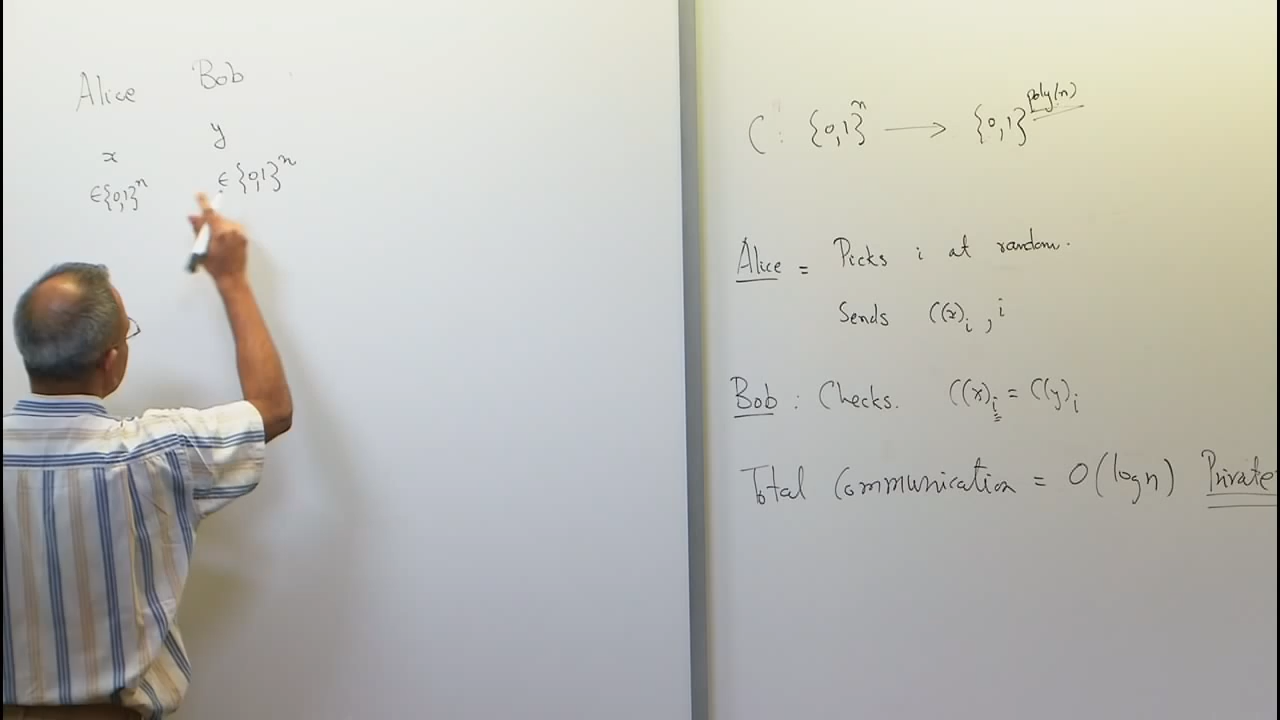 Alice Bob
x y
∈{0,1}^n ∈{0,1}^n
C: {0,1}^n → {0,1}^poly(n)
Alice = Picks i at random.
Sends C(x)_i , i
Bob : Checks. C(x)_i = C(y)_i
Total Communication = O(log n) Private